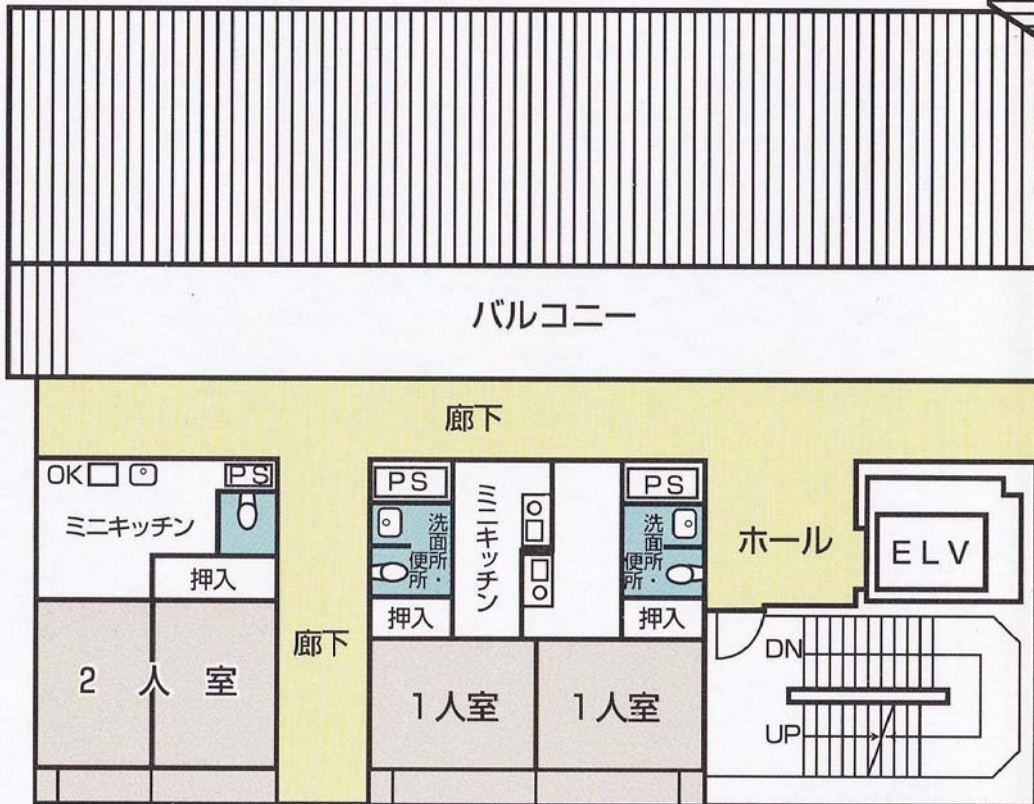 バルコニー
廊下
OK
PS
ミニキッチン
押入
2人室
廊下
PS
洗面所・
便所
押入
ミニキッチン
PS
洗面所・
便所
押入
1人室
1人室
ホール
ELV
DN
UP